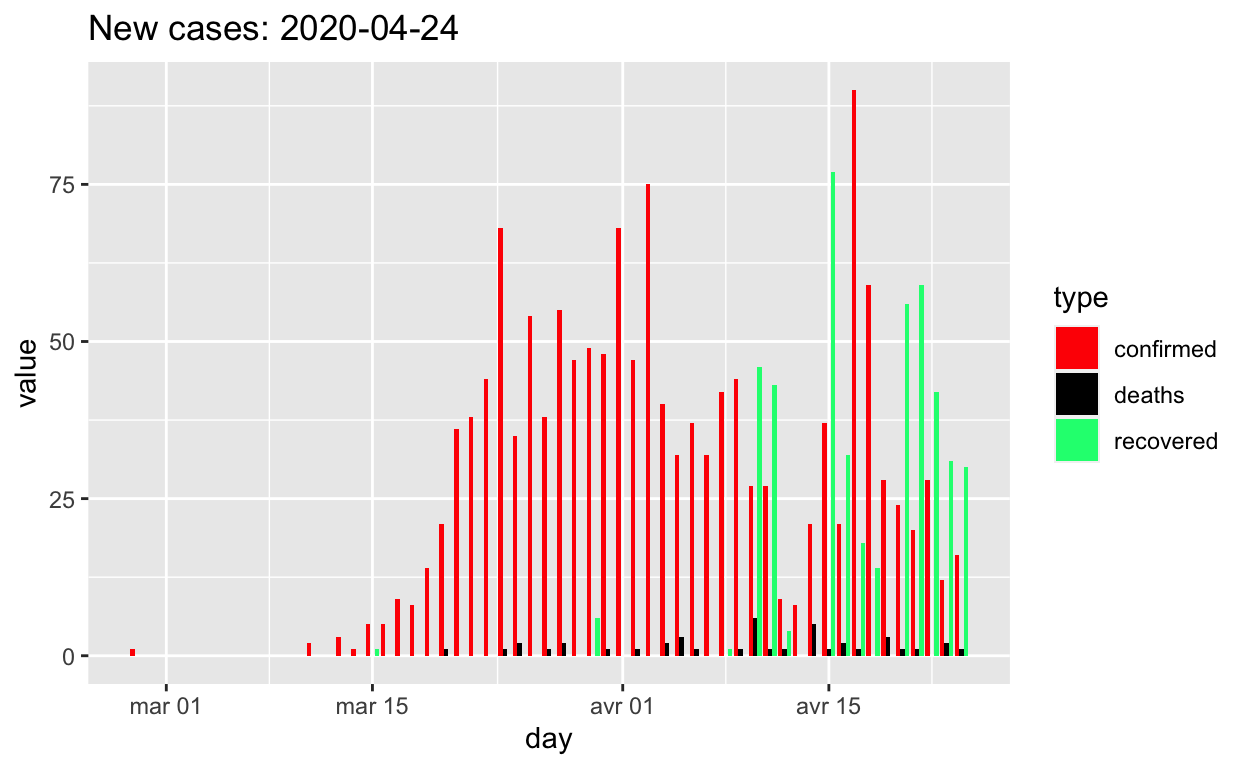 New cases: 2020-04-24
75
50
25
0
value
mar 01
mar 15
avr 01
avr 15
day
type
confirmed
deaths
recovered